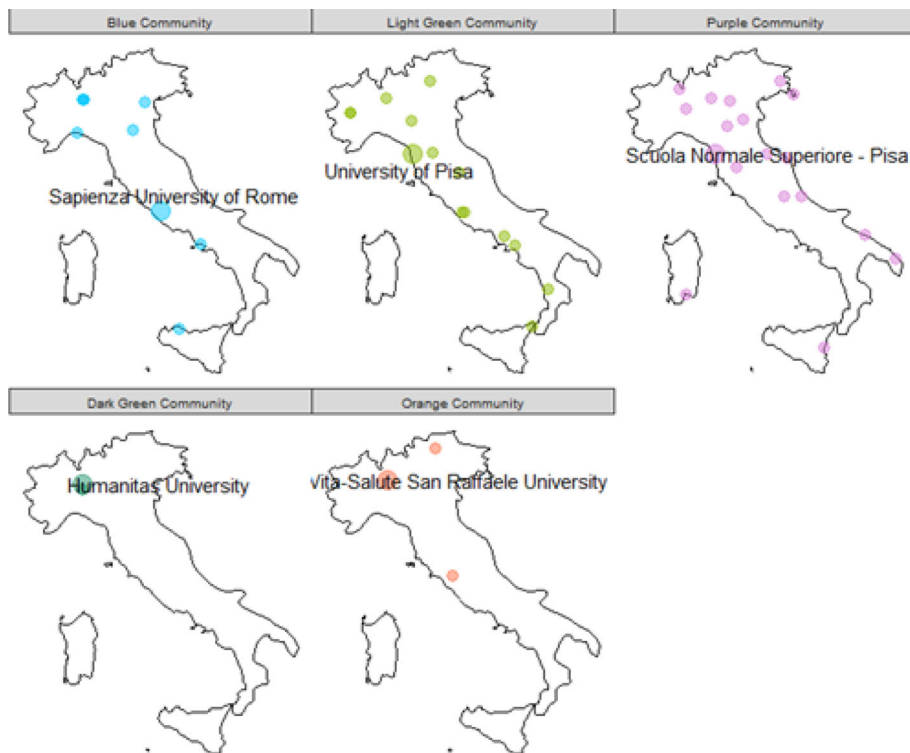 Blue Community
Light Green Community
Purple Community
Sapienza University of Rome
University of Pisa
Scuola Normale Superiore - Pisa
Dark Green Community
Orange Community
Humanitas University
Vita-Salute San Raffaele University